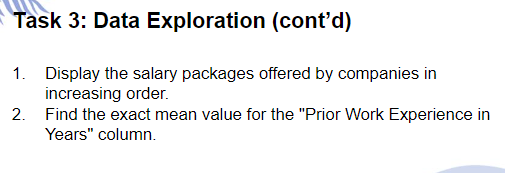 Task 3: Data Exploration (cont’d)
1. Display the salary packages offered by companies in
increasing order.
2. Find the exact mean value for the "Prior Work Experience in
Years" column.